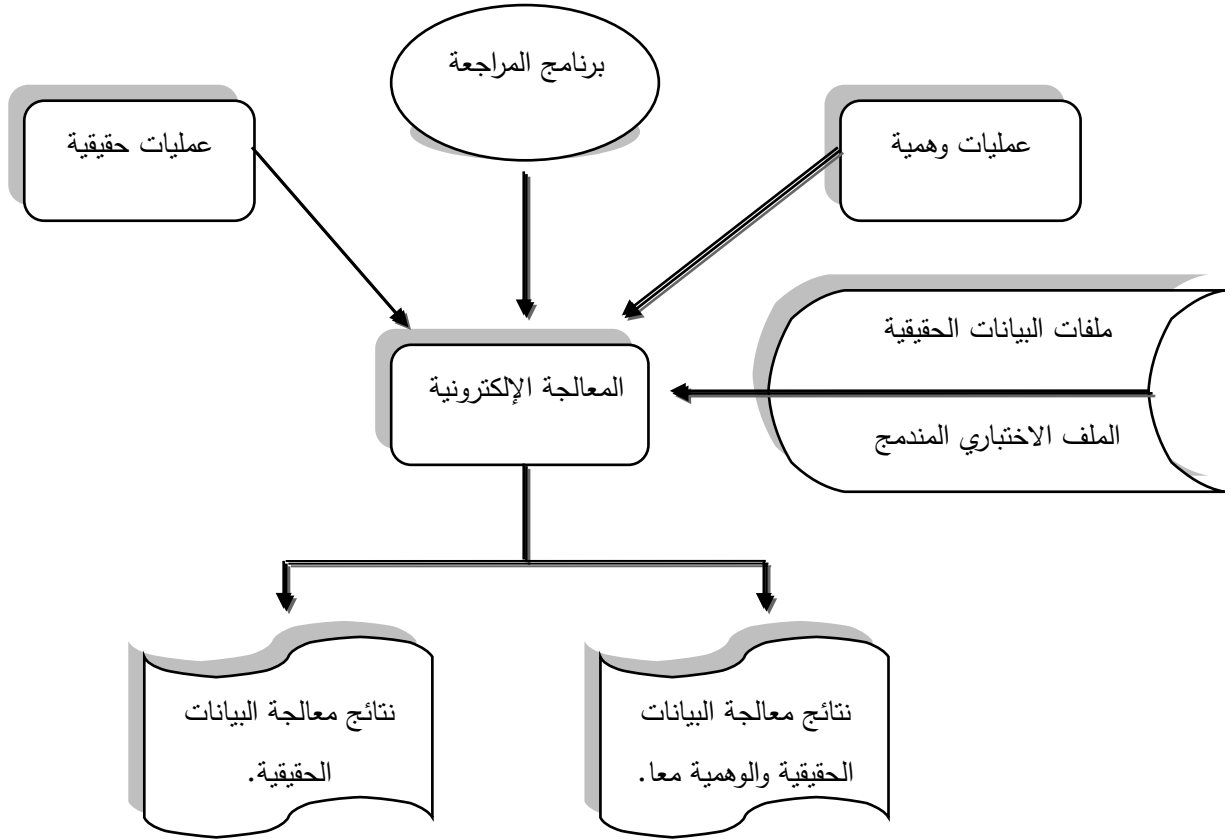 برنامج المراجعة
عمليات وهمية
عمليات حقيقية
ملفات البيانات الحقيقية
المعالجة الإلكترونية
الملف الاختباري المندمج
نتائج معالجة البيانات
الحقيقية والوهمية معا.
نتائج معالجة البيانات
الحقيقية.